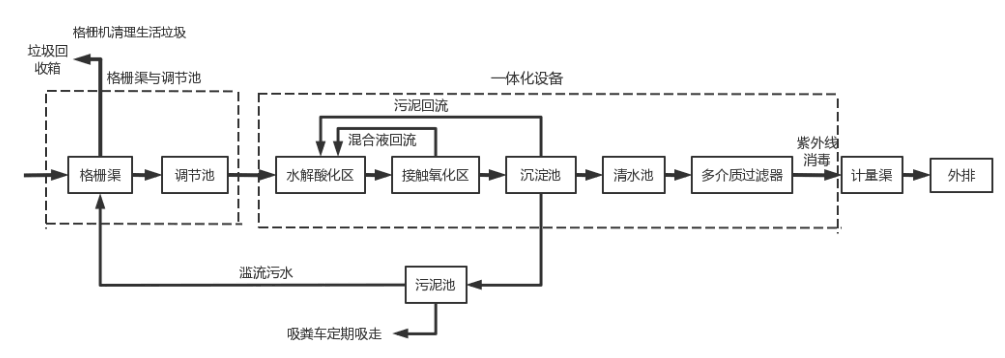 格栅机清理生活垃圾
垃圾回
收箱
格栅渠与调节池
一体化设备
污泥回流
混合液回流
紫外线
消毒
格栅渠
调节池
水解酸化区
接触氧化区
沉淀池
清水池
多介质过滤器
计量渠
外排
滥流污水
污泥池
吸粪车定期吸走